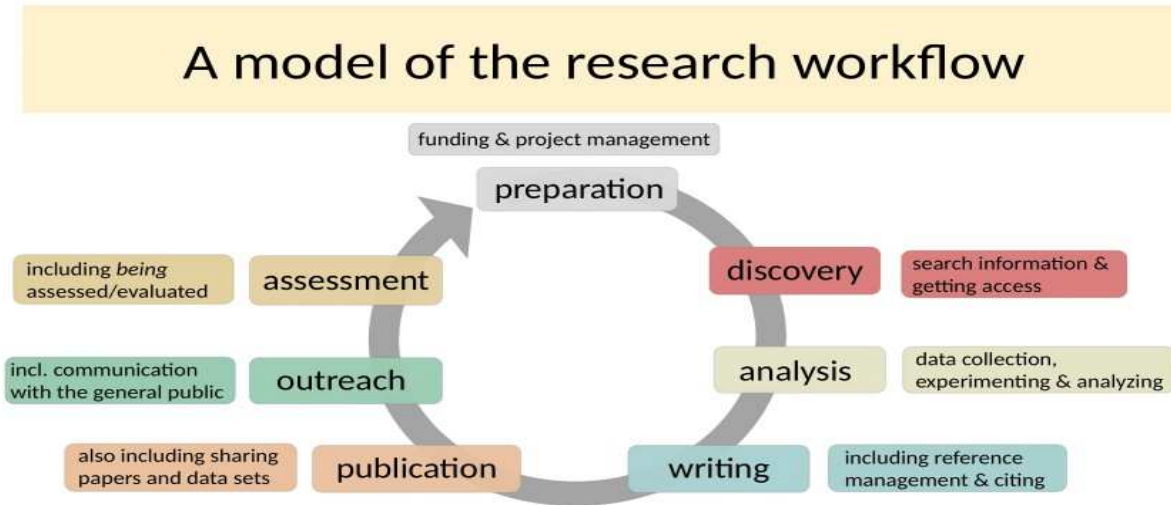 A model of the research workflow
funding & project management
preparation
discovery
search information &
getting access
analysis
data collection,
experimenting & analyzing
writing
including reference
management & citing
publication
also including sharing
papers and data sets
outreach
incl. communication
with the general public
assessment
including being
assessed/evaluated